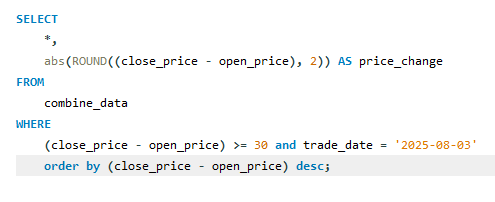 SELECT
*,
abs(ROUND((close_price - open_price), 2)) AS price_change
FROM
combine_data
WHERE
(close_price - open_price) >= 30 and trade_date = '2025-08-03'
order by (close_price - open_price) desc;